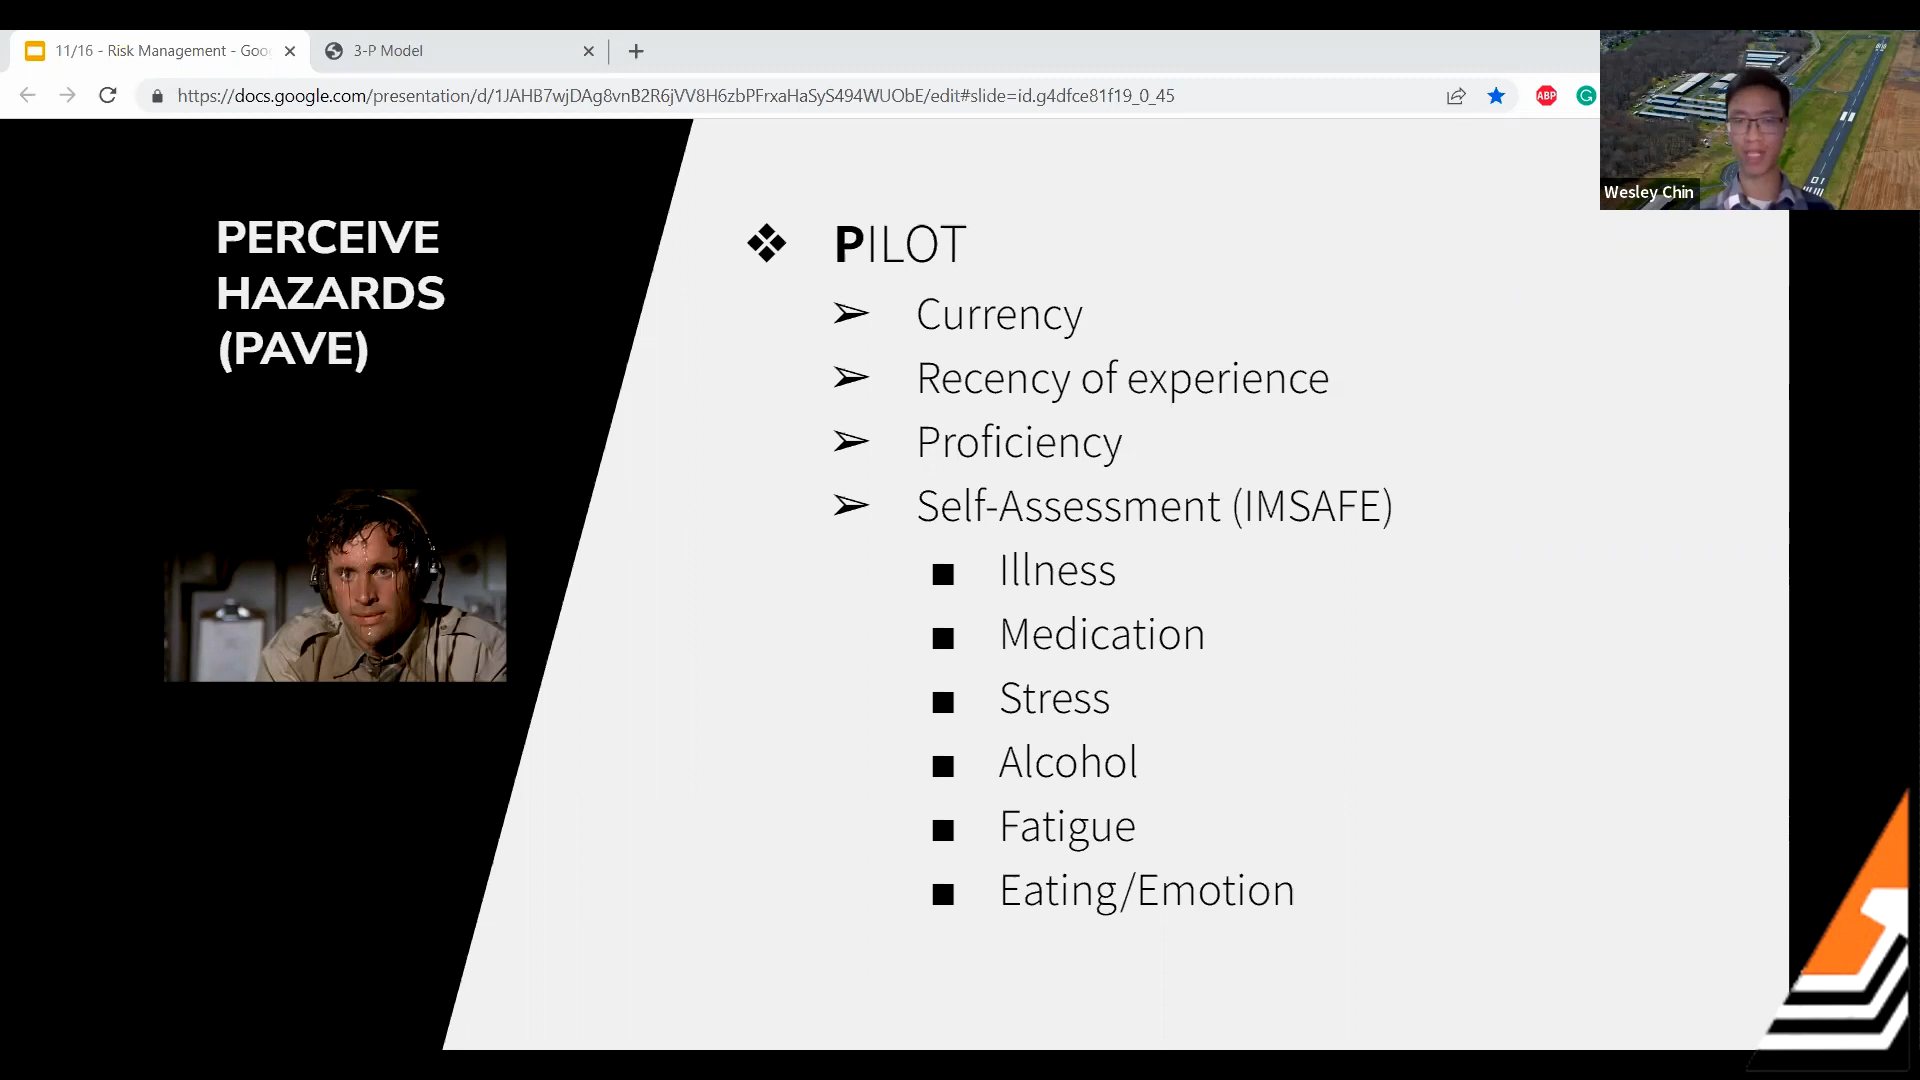 11/16 - Risk Management - Goo
3-P Model
https://docs.google.com/presentation/d/1JAHB7wjDAg8vnB2R6jVV8H6zbPFrxaHaSyS494WUObE/edit#slide=id.g4dfce81f19_0_45
ABP
G
Wesley Chin
01
PERCEIVE
HAZARDS
(PAVE)
PILOT
Currency
Recency of experience
Proficiency
Self-Assessment (IMSAFE)
Illness
Medication
Stress
Alcohol
Fatigue
Eating/Emotion